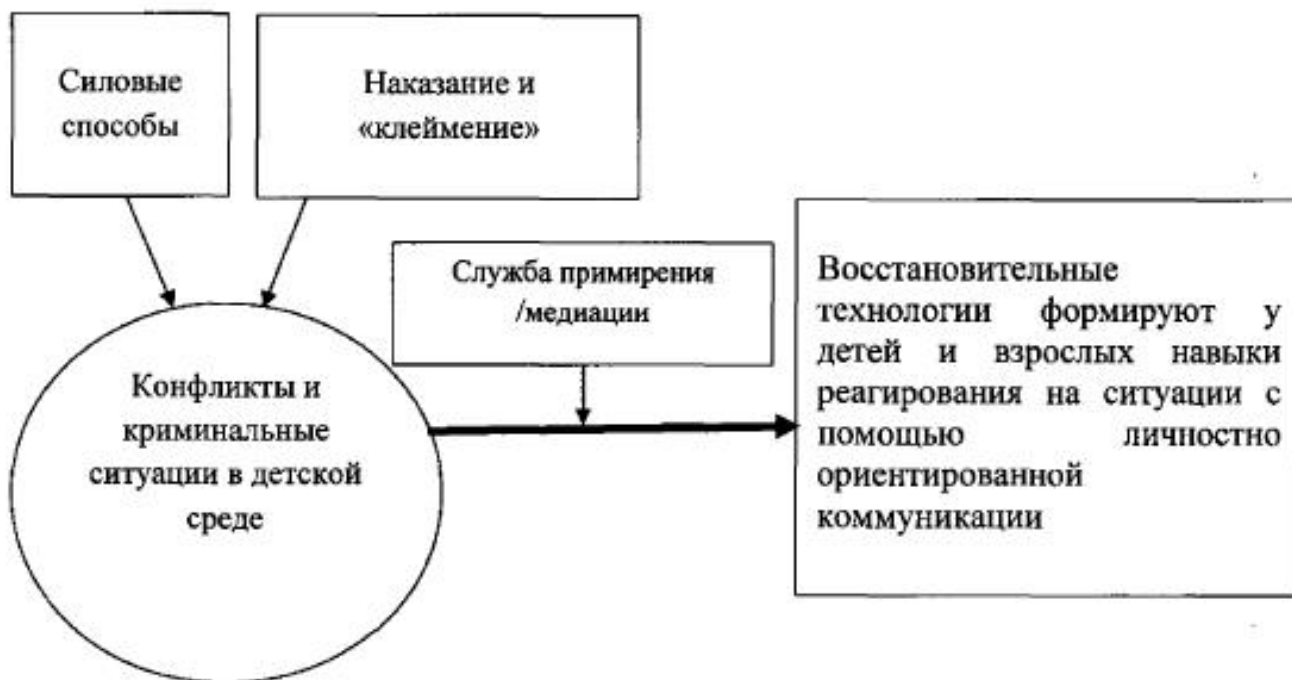 Силовые
способы
Наказание и
«клеймение»
Служба примирения
/медиации
Конфликты и
криминальные
ситуации в детской
среде
Восстановительные
технологии формируют у
детей и взрослых навыки
реагирования на ситуации с
помощью личностно
ориентированной
коммуникации